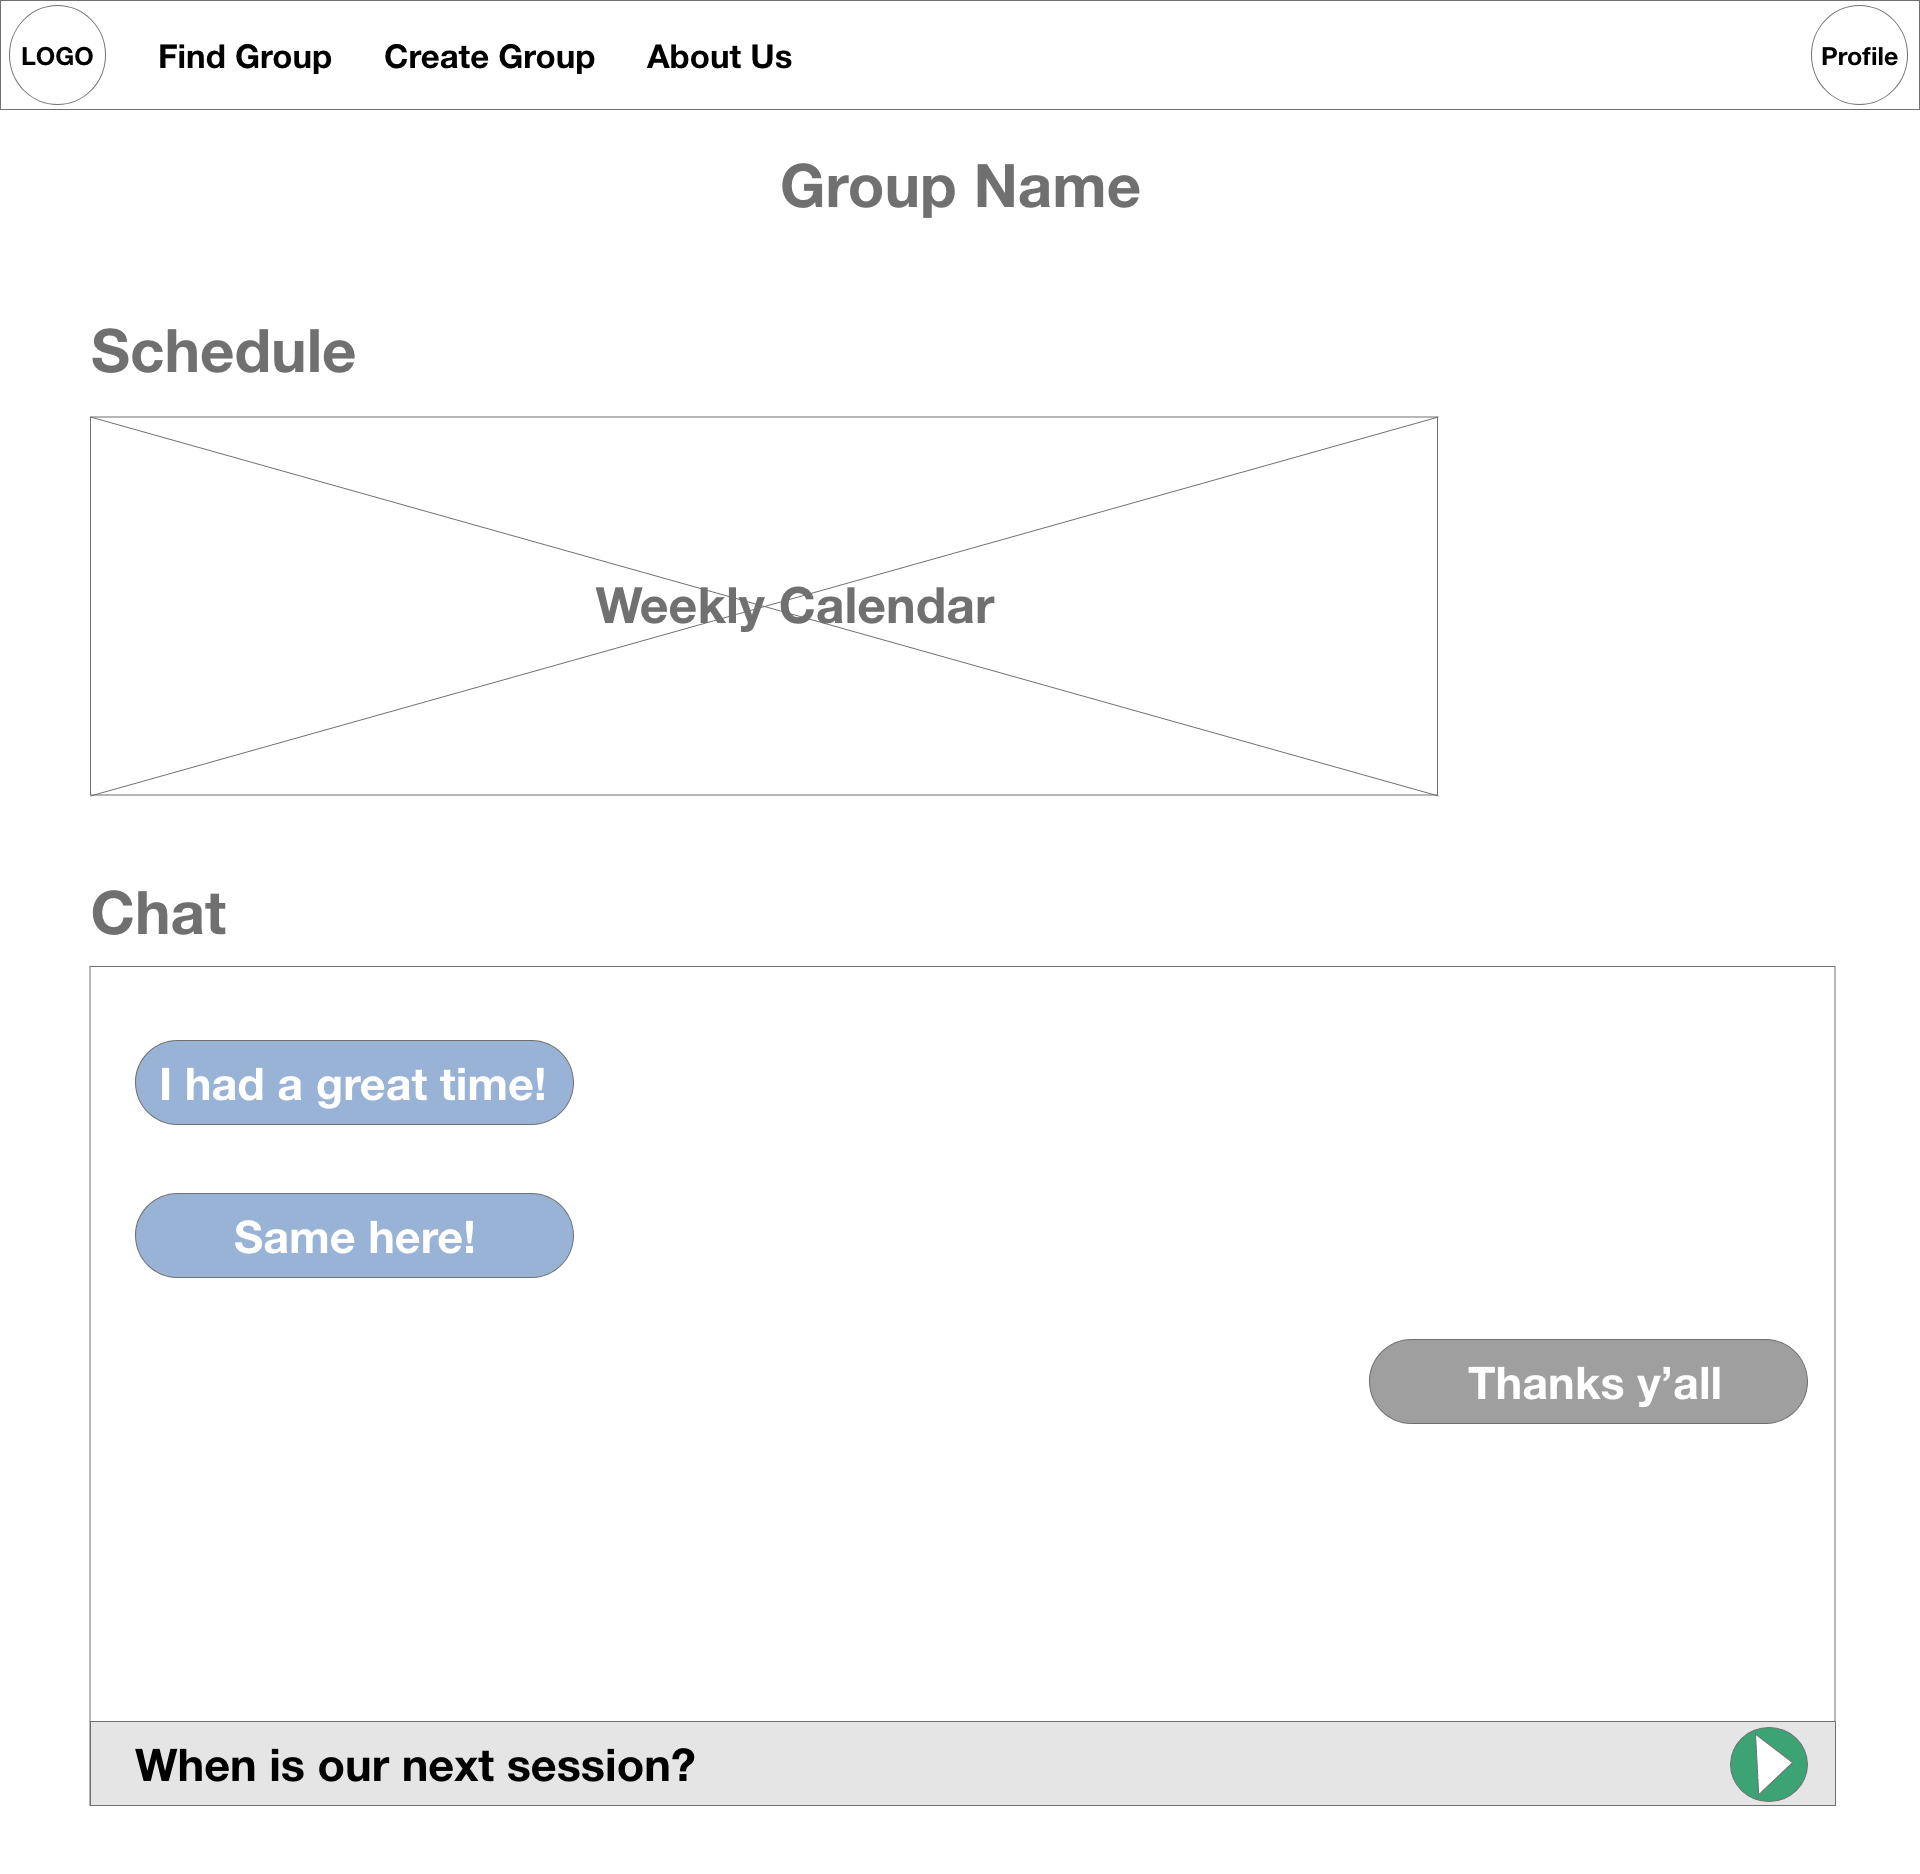 LOGO Find Group Create Group About Us Profile
Group Name
Schedule
Weekly Calendar
Chat
I had a great time!
Same here!
Thanks y’all
When is our next session?